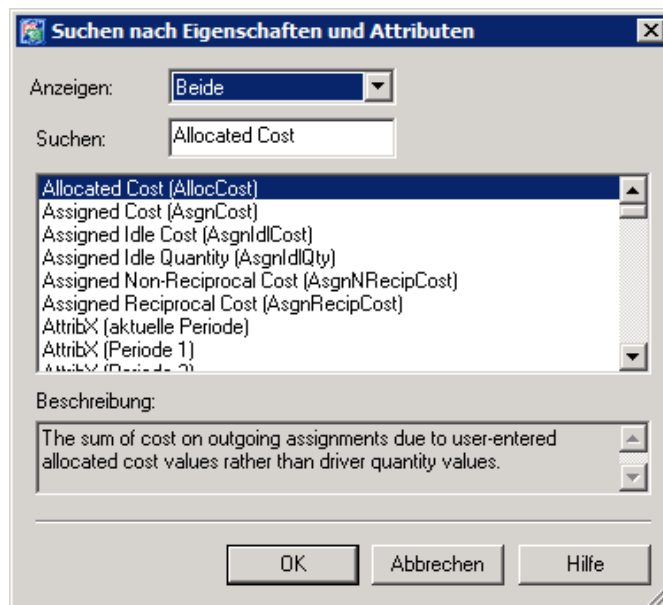 Suchen nach Eigenschaften und Attributen
Anzeigen: Beide
Suchen: Allocated Cost
Allocated Cost (AllocCost)
Assigned Cost (AsgnCost)
Assigned Idle Cost (AsgnIdlCost)
Assigned Idle Quantity (AsgnIdlQty)
Assigned Non-Reciprocal Cost (AsgnNRecipCost)
Assigned Reciprocal Cost (AsgnRecipCost)
AttribX (aktuelle Periode)
AttribX (Periode 1)
AttribX (Periode 2)
Beschreibung:
The sum of cost on outgoing assignments due to user-entered
allocated cost values rather than driver quantity values.
OK Abbrechen Hilfe